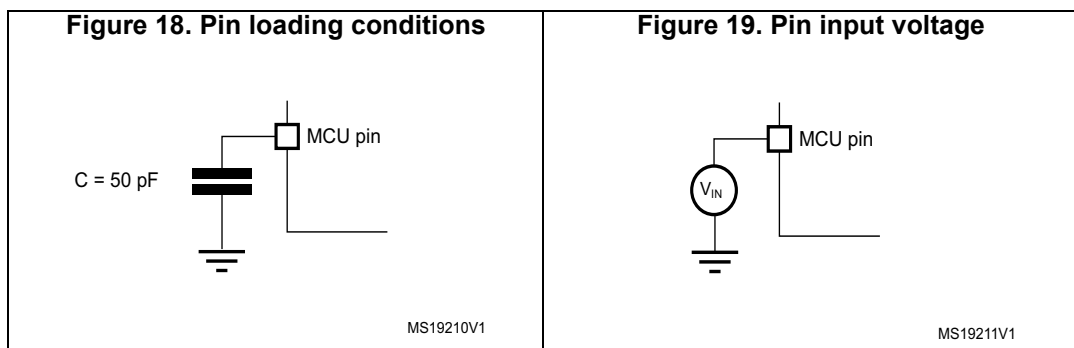 Figure 18. Pin loading conditions
MCU pin
C = 50 pF
MS19210V1
Figure 19. Pin input voltage
MCU pin
VIN
MS19211V1